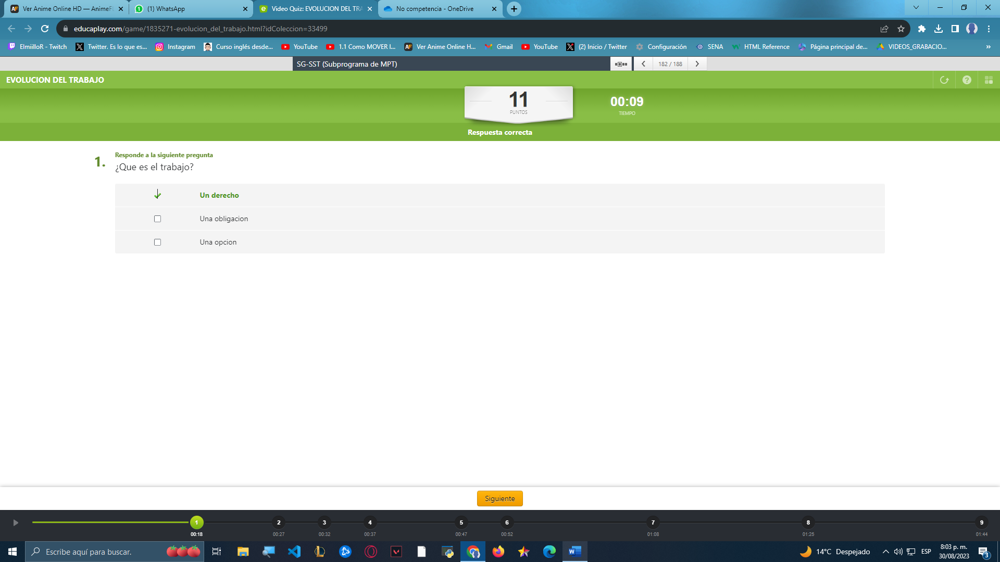 Ver Anime Online HD — AnimeFL
(1) WhatsApp
Video Quiz: EVOLUCION DEL TRA
No competencia - OneDrive
educaplay.com/game/1835271-evolucion_del_trabajo.html?idColeccion=33499
ElmiilloR - Twitch
Twitter. Es lo que es...
Instagram
Curso inglés desde...
YouTube
1.1 Como MOVER I...
Ver Anime Online H...
Gmail
YouTube
(2) Inicio / Twitter
Configuración
SENA
HTML Reference
Página principal de...
VIDEOS_GRABACIO...
»
SG-SST (Subprograma de MPT)
182 / 188
EVOLUCION DEL TRABAJO
11
PUNTOS
00:09
TIEMPO
Respuesta correcta
1.
Responde a la siguiente pregunta
¿Que es el trabajo?
Un derecho
Una obligacion
Una opcion
Siguiente
1 2 3 4 5 6 7 8 9
00:18 00:27 00:32 00:37 00:47 00:52 01:08 01:25 01:44
Escribe aquí para buscar.
14°C Despejado
ESP
8:03 p. m.
30/08/2023
3